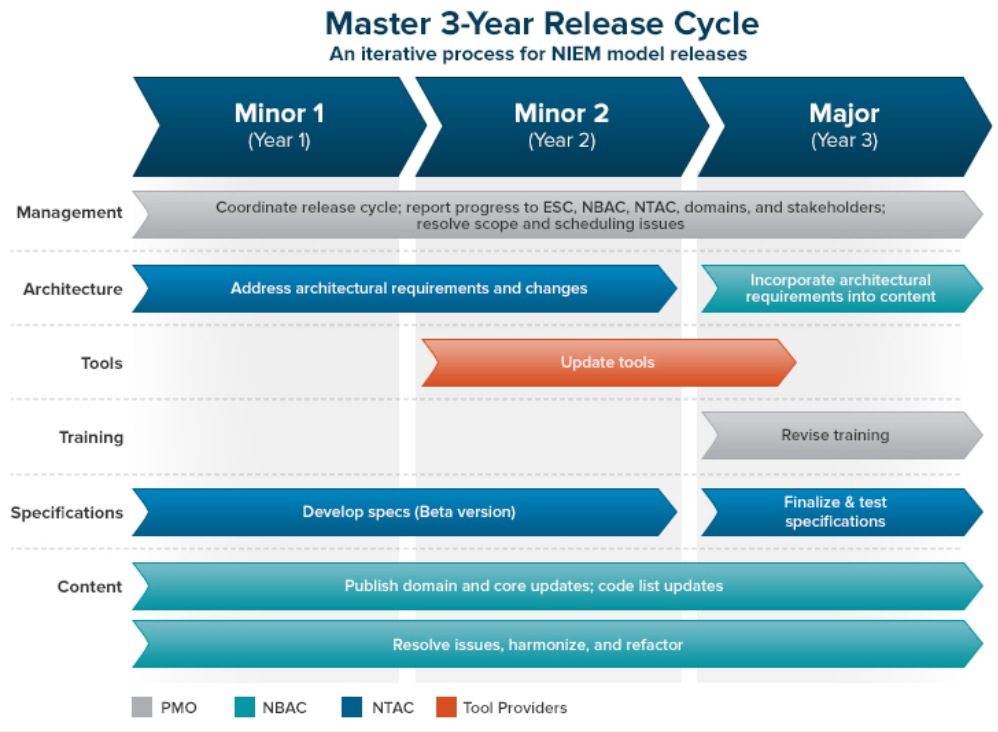 Master 3-Year Release Cycle
An iterative process for NIEM model releases
Minor 1
(Year 1)
Minor 2
(Year 2)
Major
(Year 3)
Management
Coordinate release cycle; report progress to ESC, NBAC, NTAC, domains, and stakeholders;
resolve scope and scheduling issues
Architecture
Address architectural requirements and changes
Incorporate architectural
requirements into content
Tools
Update tools
Training
Revise training
Specifications
Develop specs (Beta version)
Finalize & test
specifications
Content
Publish domain and core updates; code list updates
Resolve issues, harmonize, and refactor
PMO
NBAC
NTAC
Tool Providers